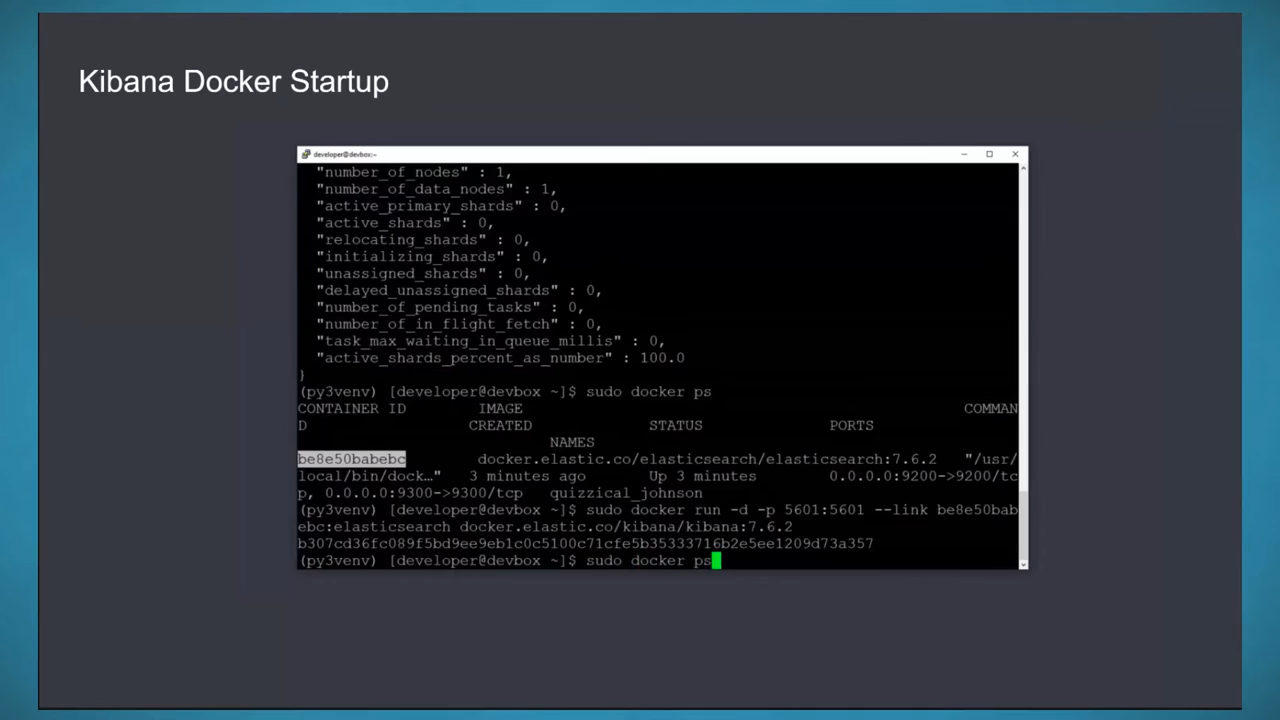 Kibana Docker Startup
developer@devbox:~
"number_of_nodes" : 1,
"number_of_data_nodes" : 1,
"active_primary_shards" : 0,
"active_shards" : 0,
"relocating_shards" : 0,
"initializing_shards" : 0,
"unassigned_shards" : 0,
"delayed_unassigned_shards" : 0,
"number_of_pending_tasks" : 0,
"number_of_in_flight_fetch" : 0,
"task_max_waiting_in_queue_millis" : 0,
"active_shards_percent_as_number" : 100.0
}
(py3venv) [developer@devbox ~]$ sudo docker ps
CONTAINER ID IMAGE COMMAN
D CREATED STATUS PORTS
NAMES
be8e50babebc docker.elastic.co/elasticsearch/elasticsearch:7.6.2 "/usr/
local/bin/dock…" 3 minutes ago Up 3 minutes 0.0.0.0:9200->9200/tc
p, 0.0.0.0:9300->9300/tcp quizzical_johnson
(py3venv) [developer@devbox ~]$ sudo docker run -d -p 5601:5601 --link be8e50bab
ebc:elasticsearch docker.elastic.co/kibana/kibana:7.6.2
b307cd36fc089f5bd9ee9eb1c0c5100c71cfe5b35333716b2e5ee1209d73a357
(py3venv) [developer@devbox ~]$ sudo docker ps